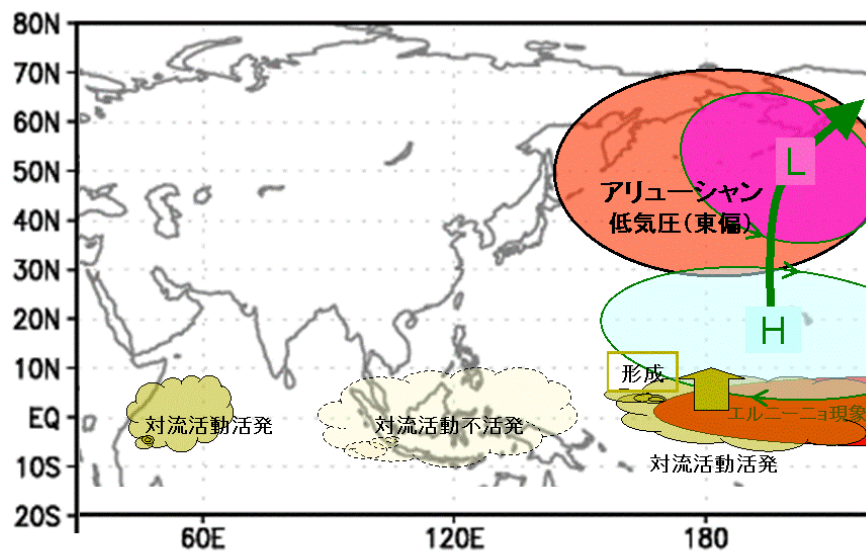 80N
70N
60N
50N
40N
30N
20N
10N
EQ
10S
20S
60E
120E
180
L
アリューシャン
低気圧(東偏)
H
形成
エルニーニョ現象
対流活動活発
対流活動不活発
対流活動活発